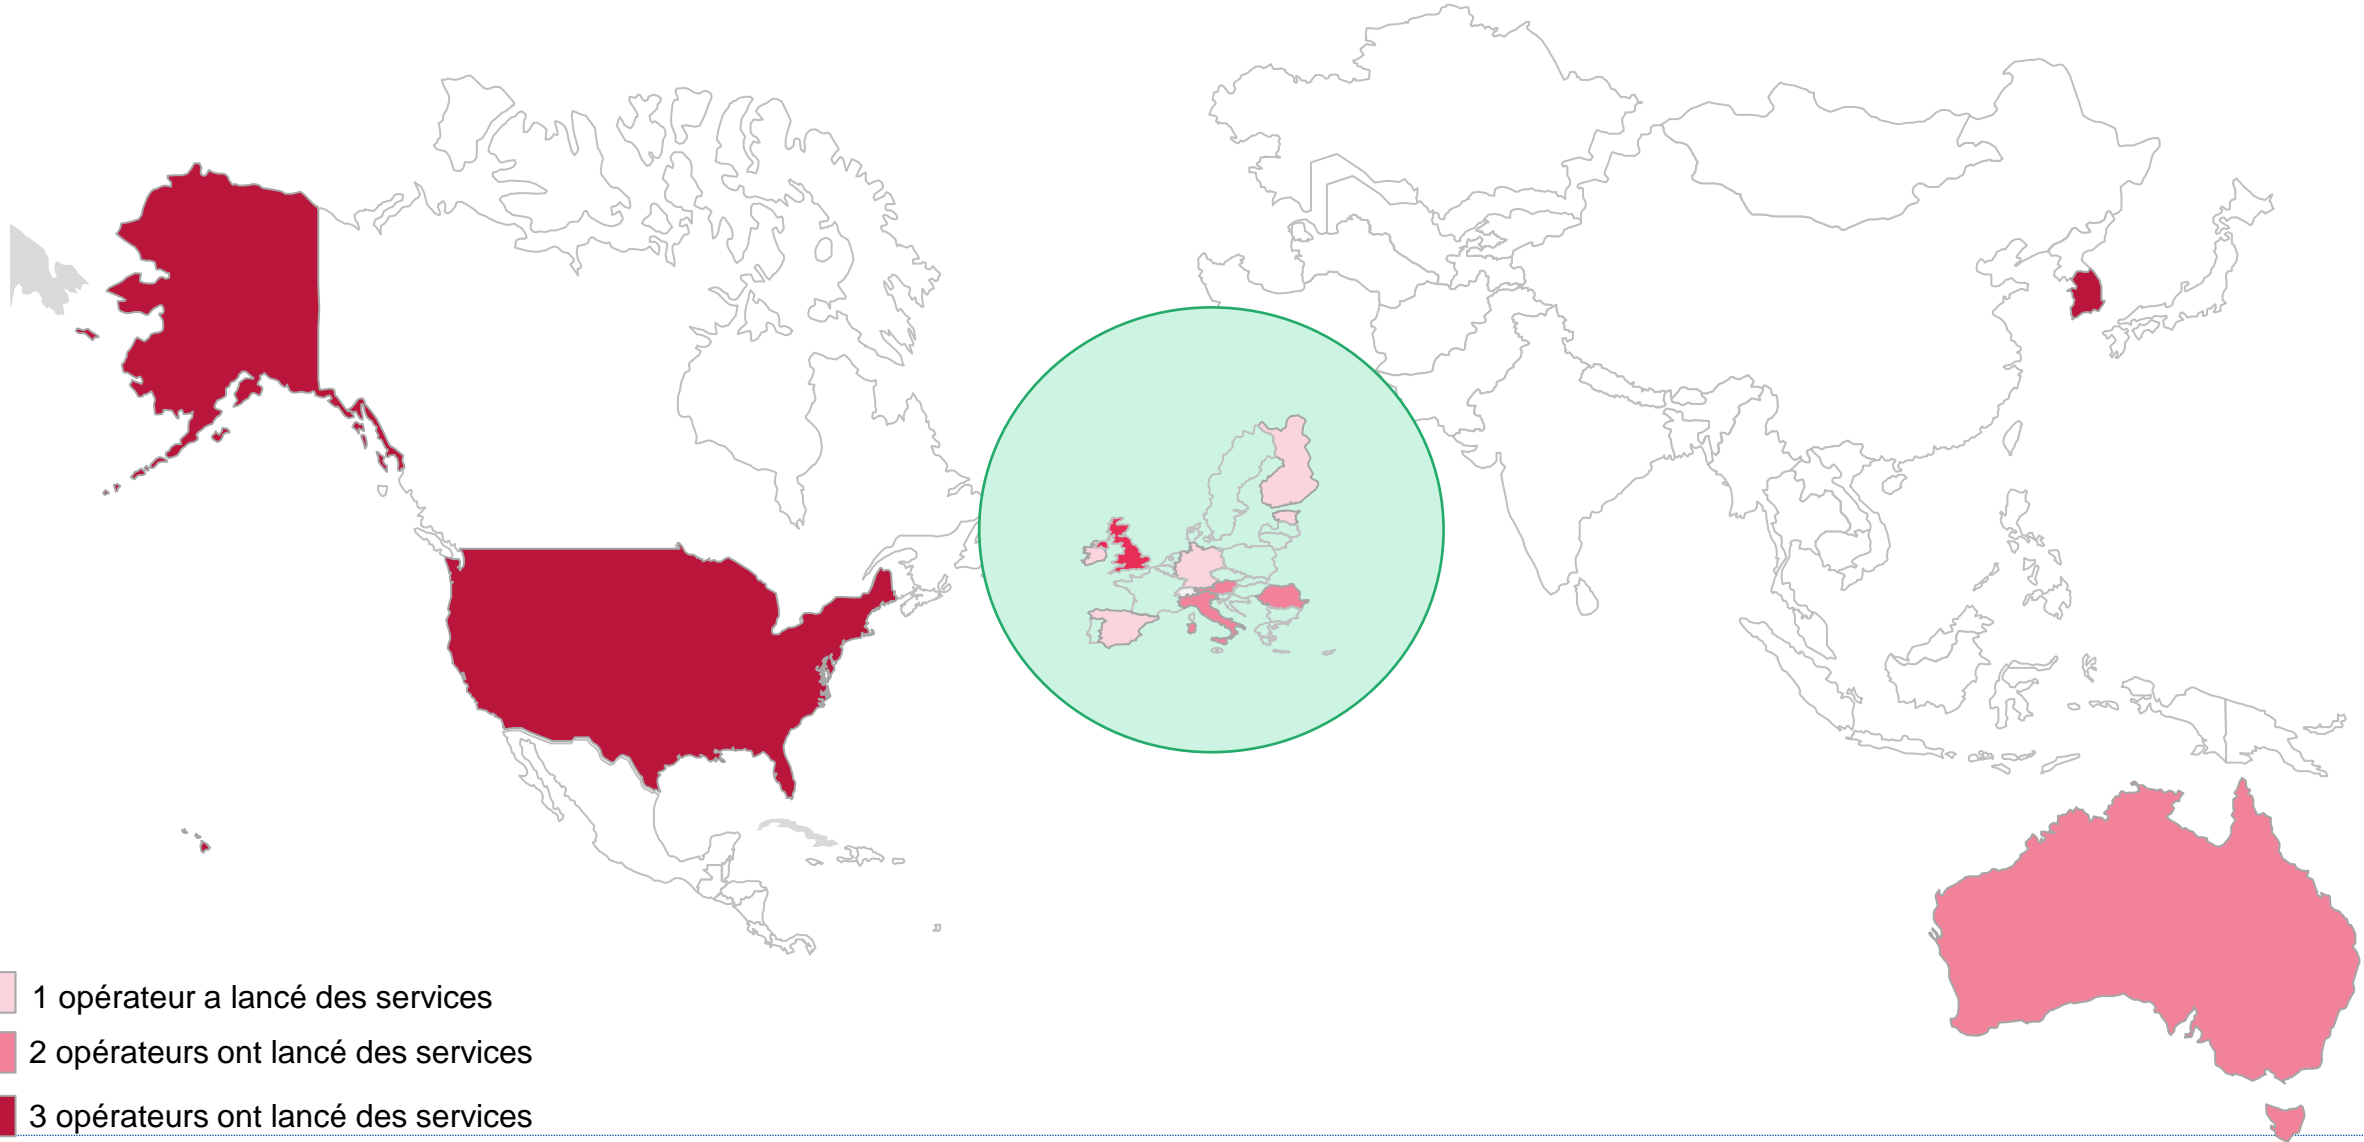 1 opérateur a lancé des services
2 opérateurs ont lancé des services
3 opérateurs ont lancé des services